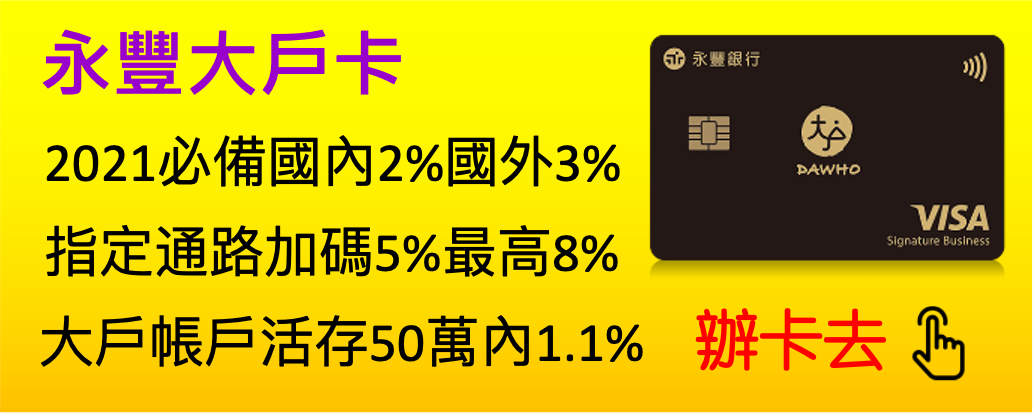 永豐大戶卡
2021必備國內2%國外3%
指定通路加碼5%最高8%
大戶帳戶活存50萬內1.1%
永豐銀行
大戶
DAWHO
VISA
Signature Business
辦卡去